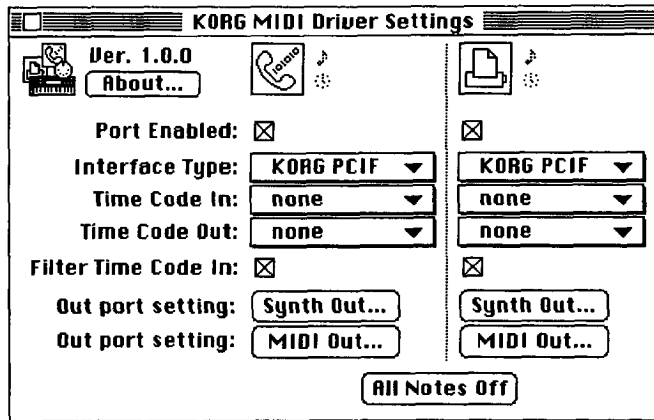 KORG MIDI Driver Settings
Ver. 1.0.0
About...
Port Enabled:
Interface Type: KORG PCIF KORG PCIF
Time Code In: none none
Time Code Out: none none
Filter Time Code In:
Out port setting: Synth Out... Synth Out...
Out port setting: MIDI Out... MIDI Out...
All Notes Off